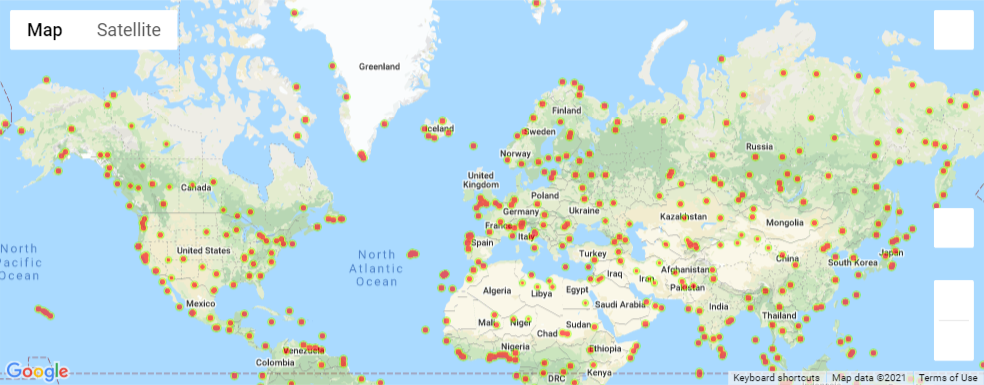 Map Satellite
Greenland
Iceland
Finland
Sweden
Norway
Russia
Canada
United
Kingdom
Poland
Germany
Ukraine
Kazakhstan
Mongolia
France
Italy
Spain
United States
North
Pacific
Ocean
North
Atlantic
Ocean
Turkey
China
Japan
South Korea
Afghanistan
Iraq
Iran
Pakistan
Algeria
Libya
Egypt
Saudi Arabia
India
Mexico
Mali
Niger
Chad
Sudan
Thailand
Nigeria
Ethiopia
Venezuela
Colombia
DRC
Kenya
Google
Keyboard shortcuts Map data ©2021 Terms of Use